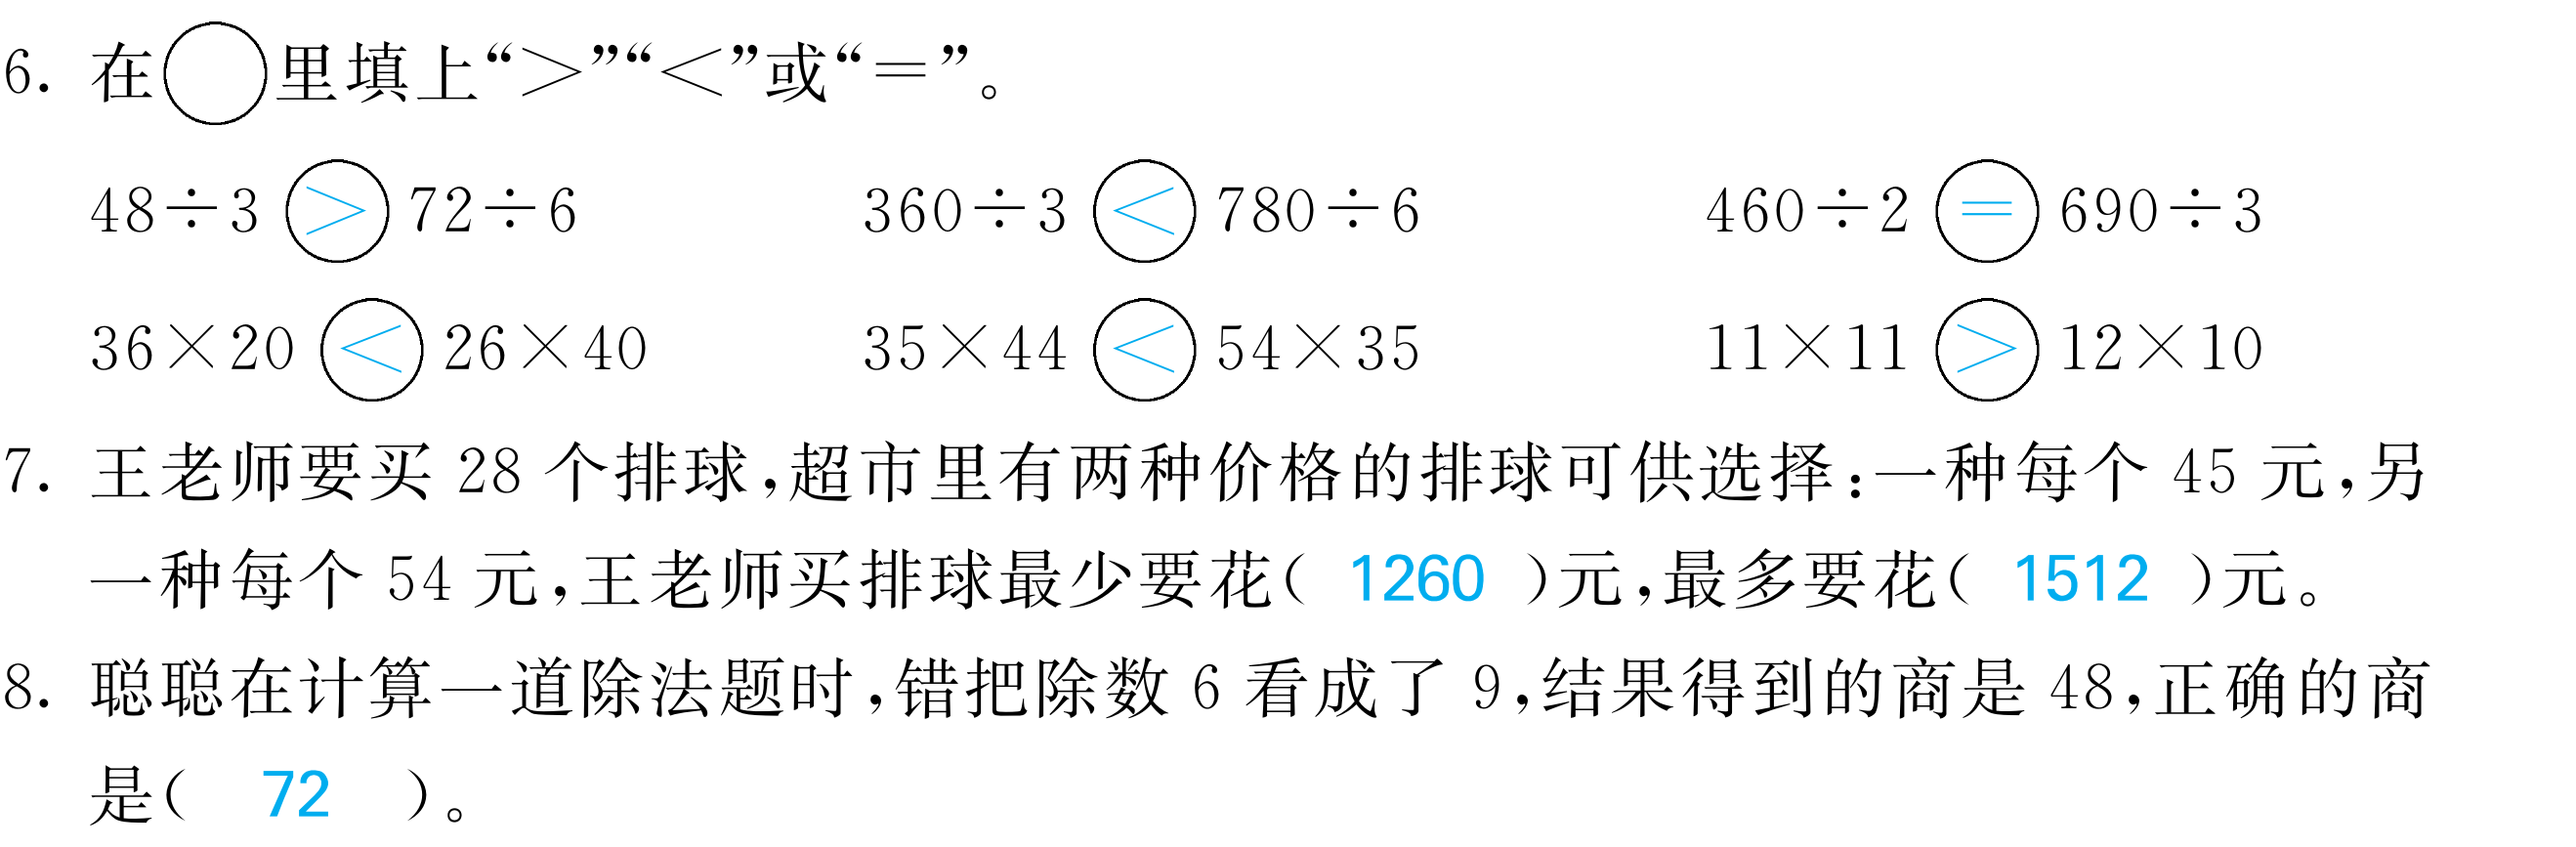 6. 在○里填上“>”“<”或“=”。
48÷3 > 72÷6 360÷3 < 780÷6 460÷2 = 690÷3
36×20 < 26×40 35×44 < 54×35 11×11 > 12×10
7. 王老师要买 28 个排球,超市里有两种价格的排球可供选择:一种每个 45 元,另
一种每个 54 元,王老师买排球最少要花( 1260 )元,最多要花( 1512 )元。
8. 聪聪在计算一道除法题时,错把除数 6 看成了 9,结果得到的商是 48,正确的商
是( 72 )。